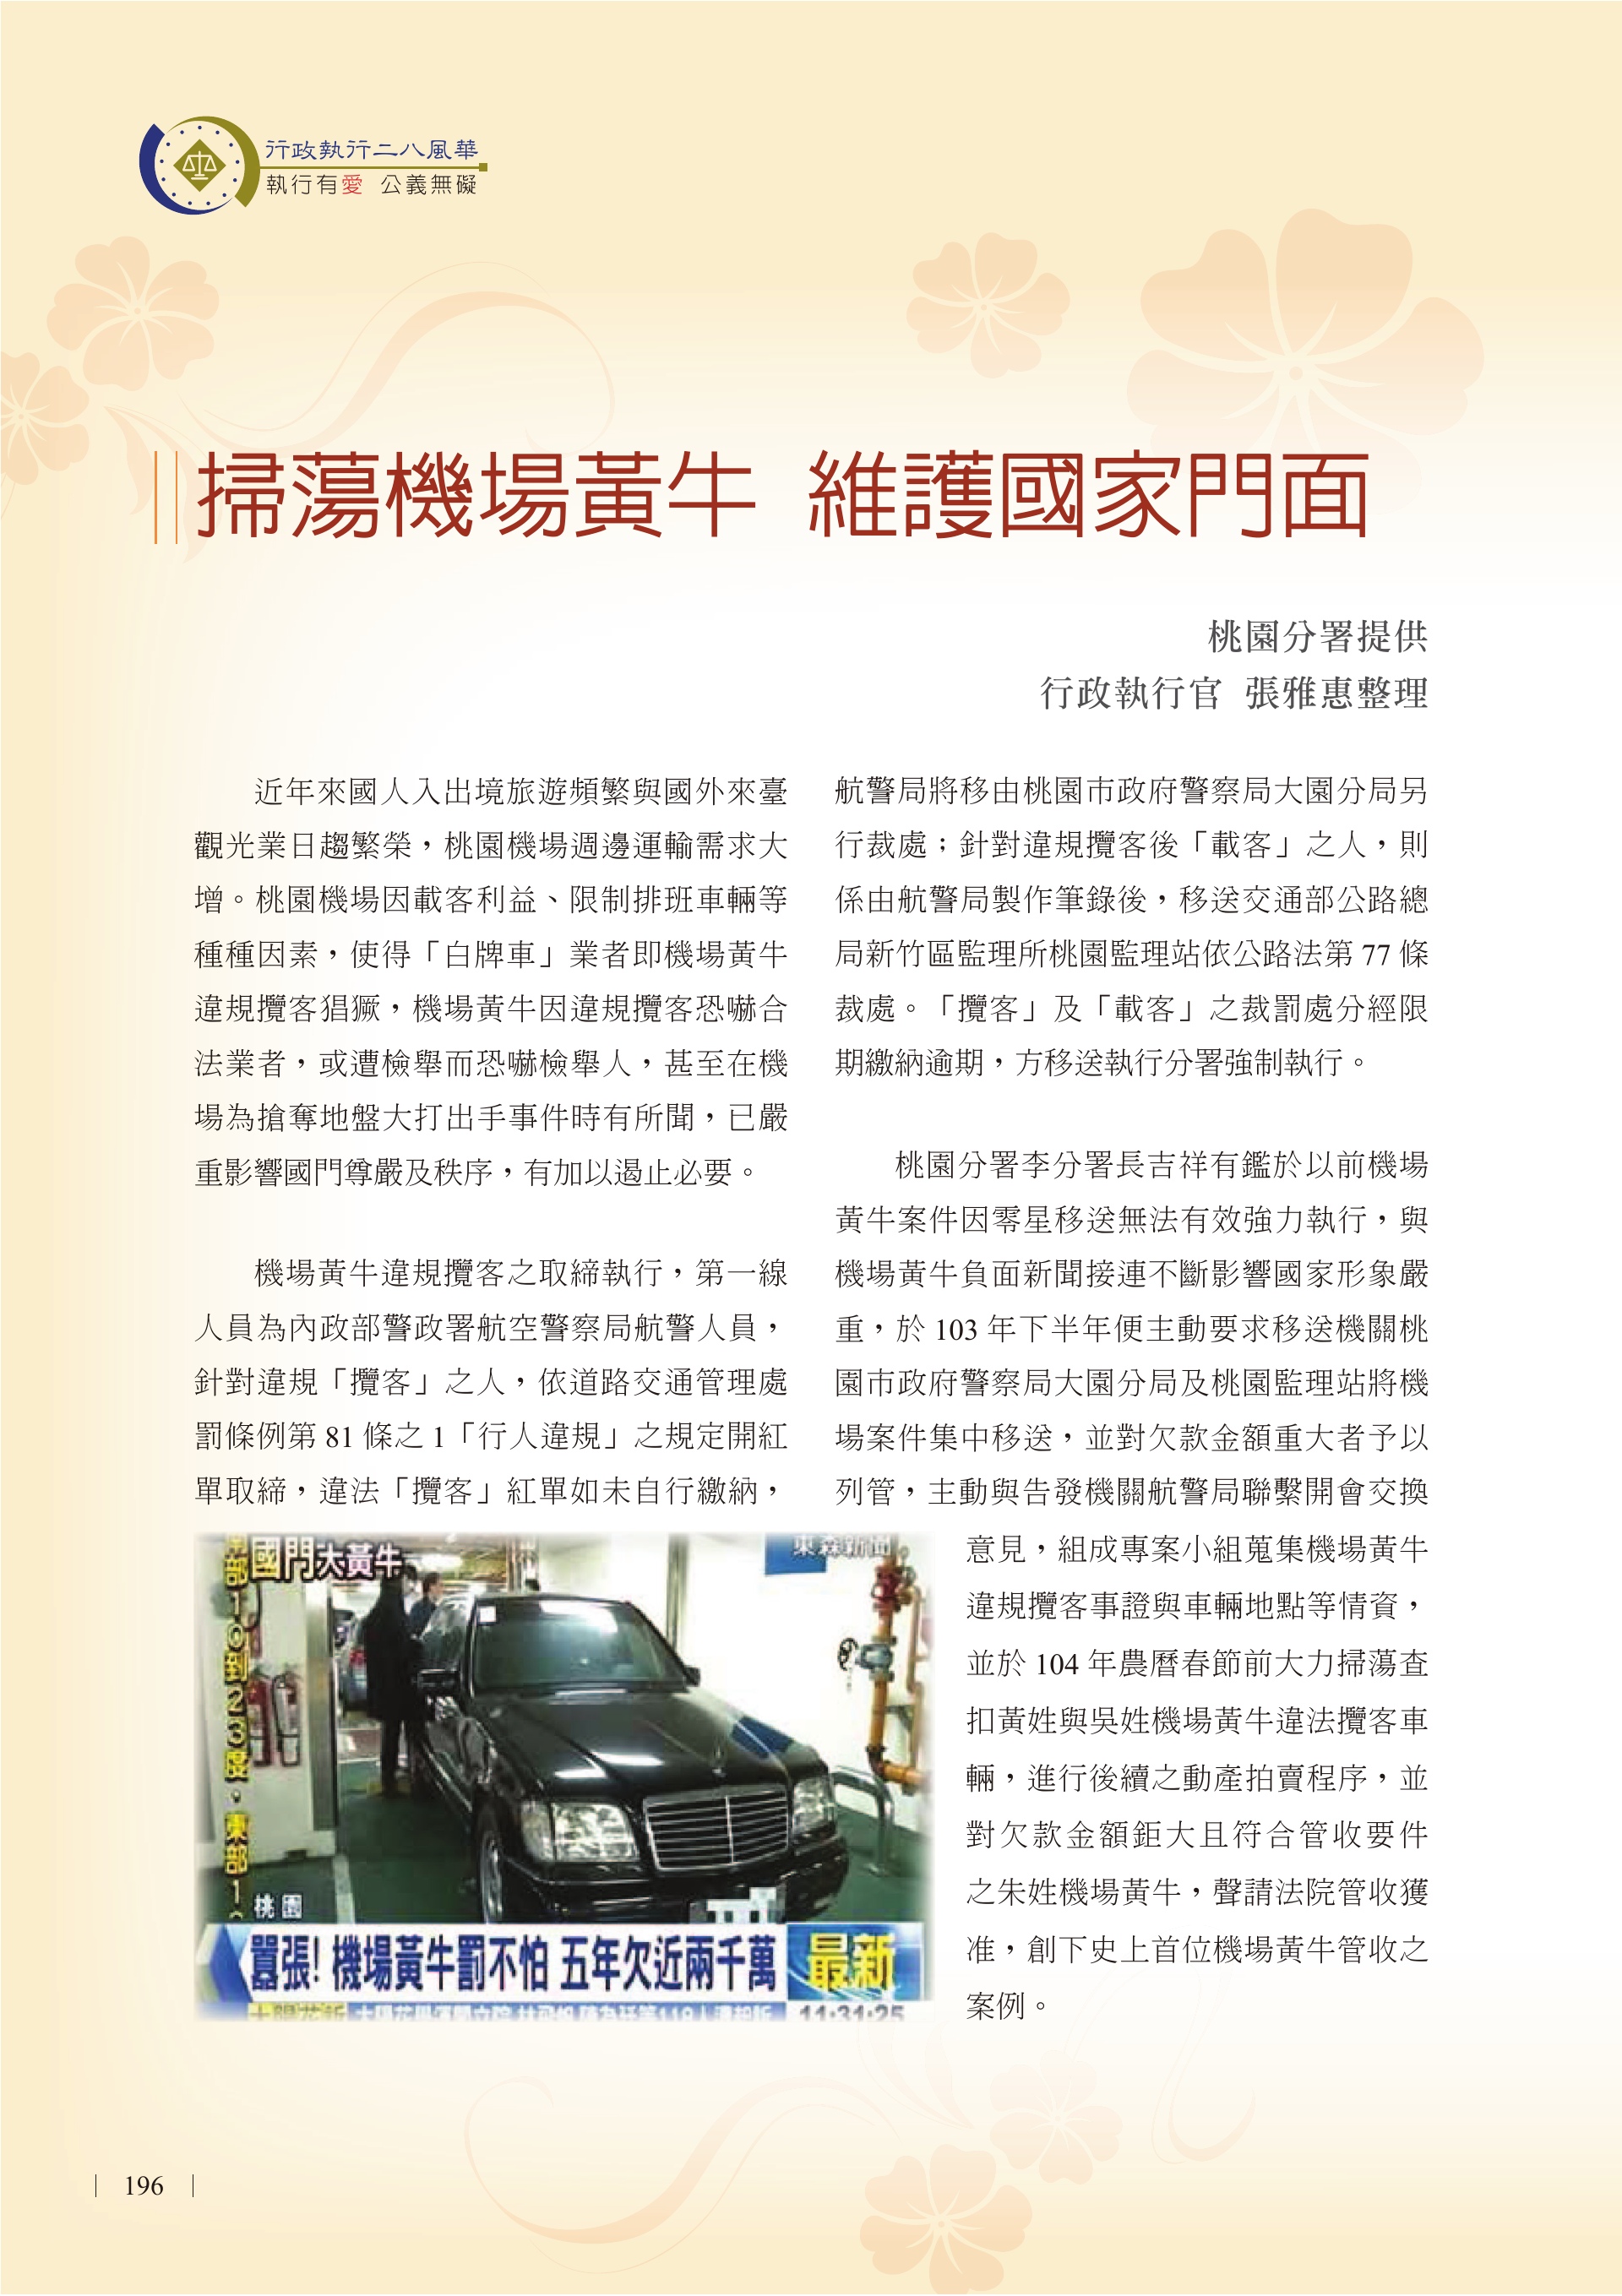 行政執行二八風華
執行有愛 公義無礙
掃蕩機場黃牛 維護國家門面
桃園分署提供
行政執行官 張雅惠整理
近年來國人入出境旅遊頻繁與國外來臺
觀光業日趨繁榮，桃園機場週邊運輸需求大
增。桃園機場因載客利益、限制排班車輛等
種種因素，使得「白牌車」業者即機場黃牛
違規攬客猖獗，機場黃牛因違規攬客恐嚇合
法業者，或遭檢舉而恐嚇檢舉人，甚至在機
場為搶奪地盤大打出手事件時有所聞，已嚴
重影響國門尊嚴及秩序，有加以遏止必要。
機場黃牛違規攬客之取締執行，第一線
人員為內政部警政署航空警察局航警人員，
針對違規「攬客」之人，依道路交通管理處
罰條例第 81 條之 1「行人違規」之規定開紅
單取締，違法「攬客」紅單如未自行繳納，
航警局將移由桃園市政府警察局大園分局另
行裁處；針對違規攬客後「載客」之人，則
係由航警局製作筆錄後，移送交通部公路總
局新竹區監理所桃園監理站依公路法第 77 條
裁處。「攬客」及「載客」之裁罰處分經限
期繳納逾期，方移送執行分署強制執行。
桃園分署李分署長吉祥有鑑於以前機場
黃牛案件因零星移送無法有效強力執行，與
機場黃牛負面新聞接連不斷影響國家形象嚴
重，於 103 年下半年便主動要求移送機關桃
園市政府警察局大園分局及桃園監理站將機
場案件集中移送，並對欠款金額重大者予以
列管，主動與告發機關航警局聯繫開會交換
意見，組成專案小組蒐集機場黃牛
違規攬客事證與車輛地點等情資，
並於 104 年農曆春節前大力掃蕩查
扣黃姓與吳姓機場黃牛違法攬客車
輛，進行後續之動產拍賣程序，並
對欠款金額鉅大且符合管收要件
之朱姓機場黃牛，聲請法院管收獲
准，創下史上首位機場黃牛管收之
案例。
國門大黃牛
東森新聞
部10到23度．東部1
桃園
囂張！機場黃牛罰不怕 五年欠近兩千萬
最新
11:31:25
196